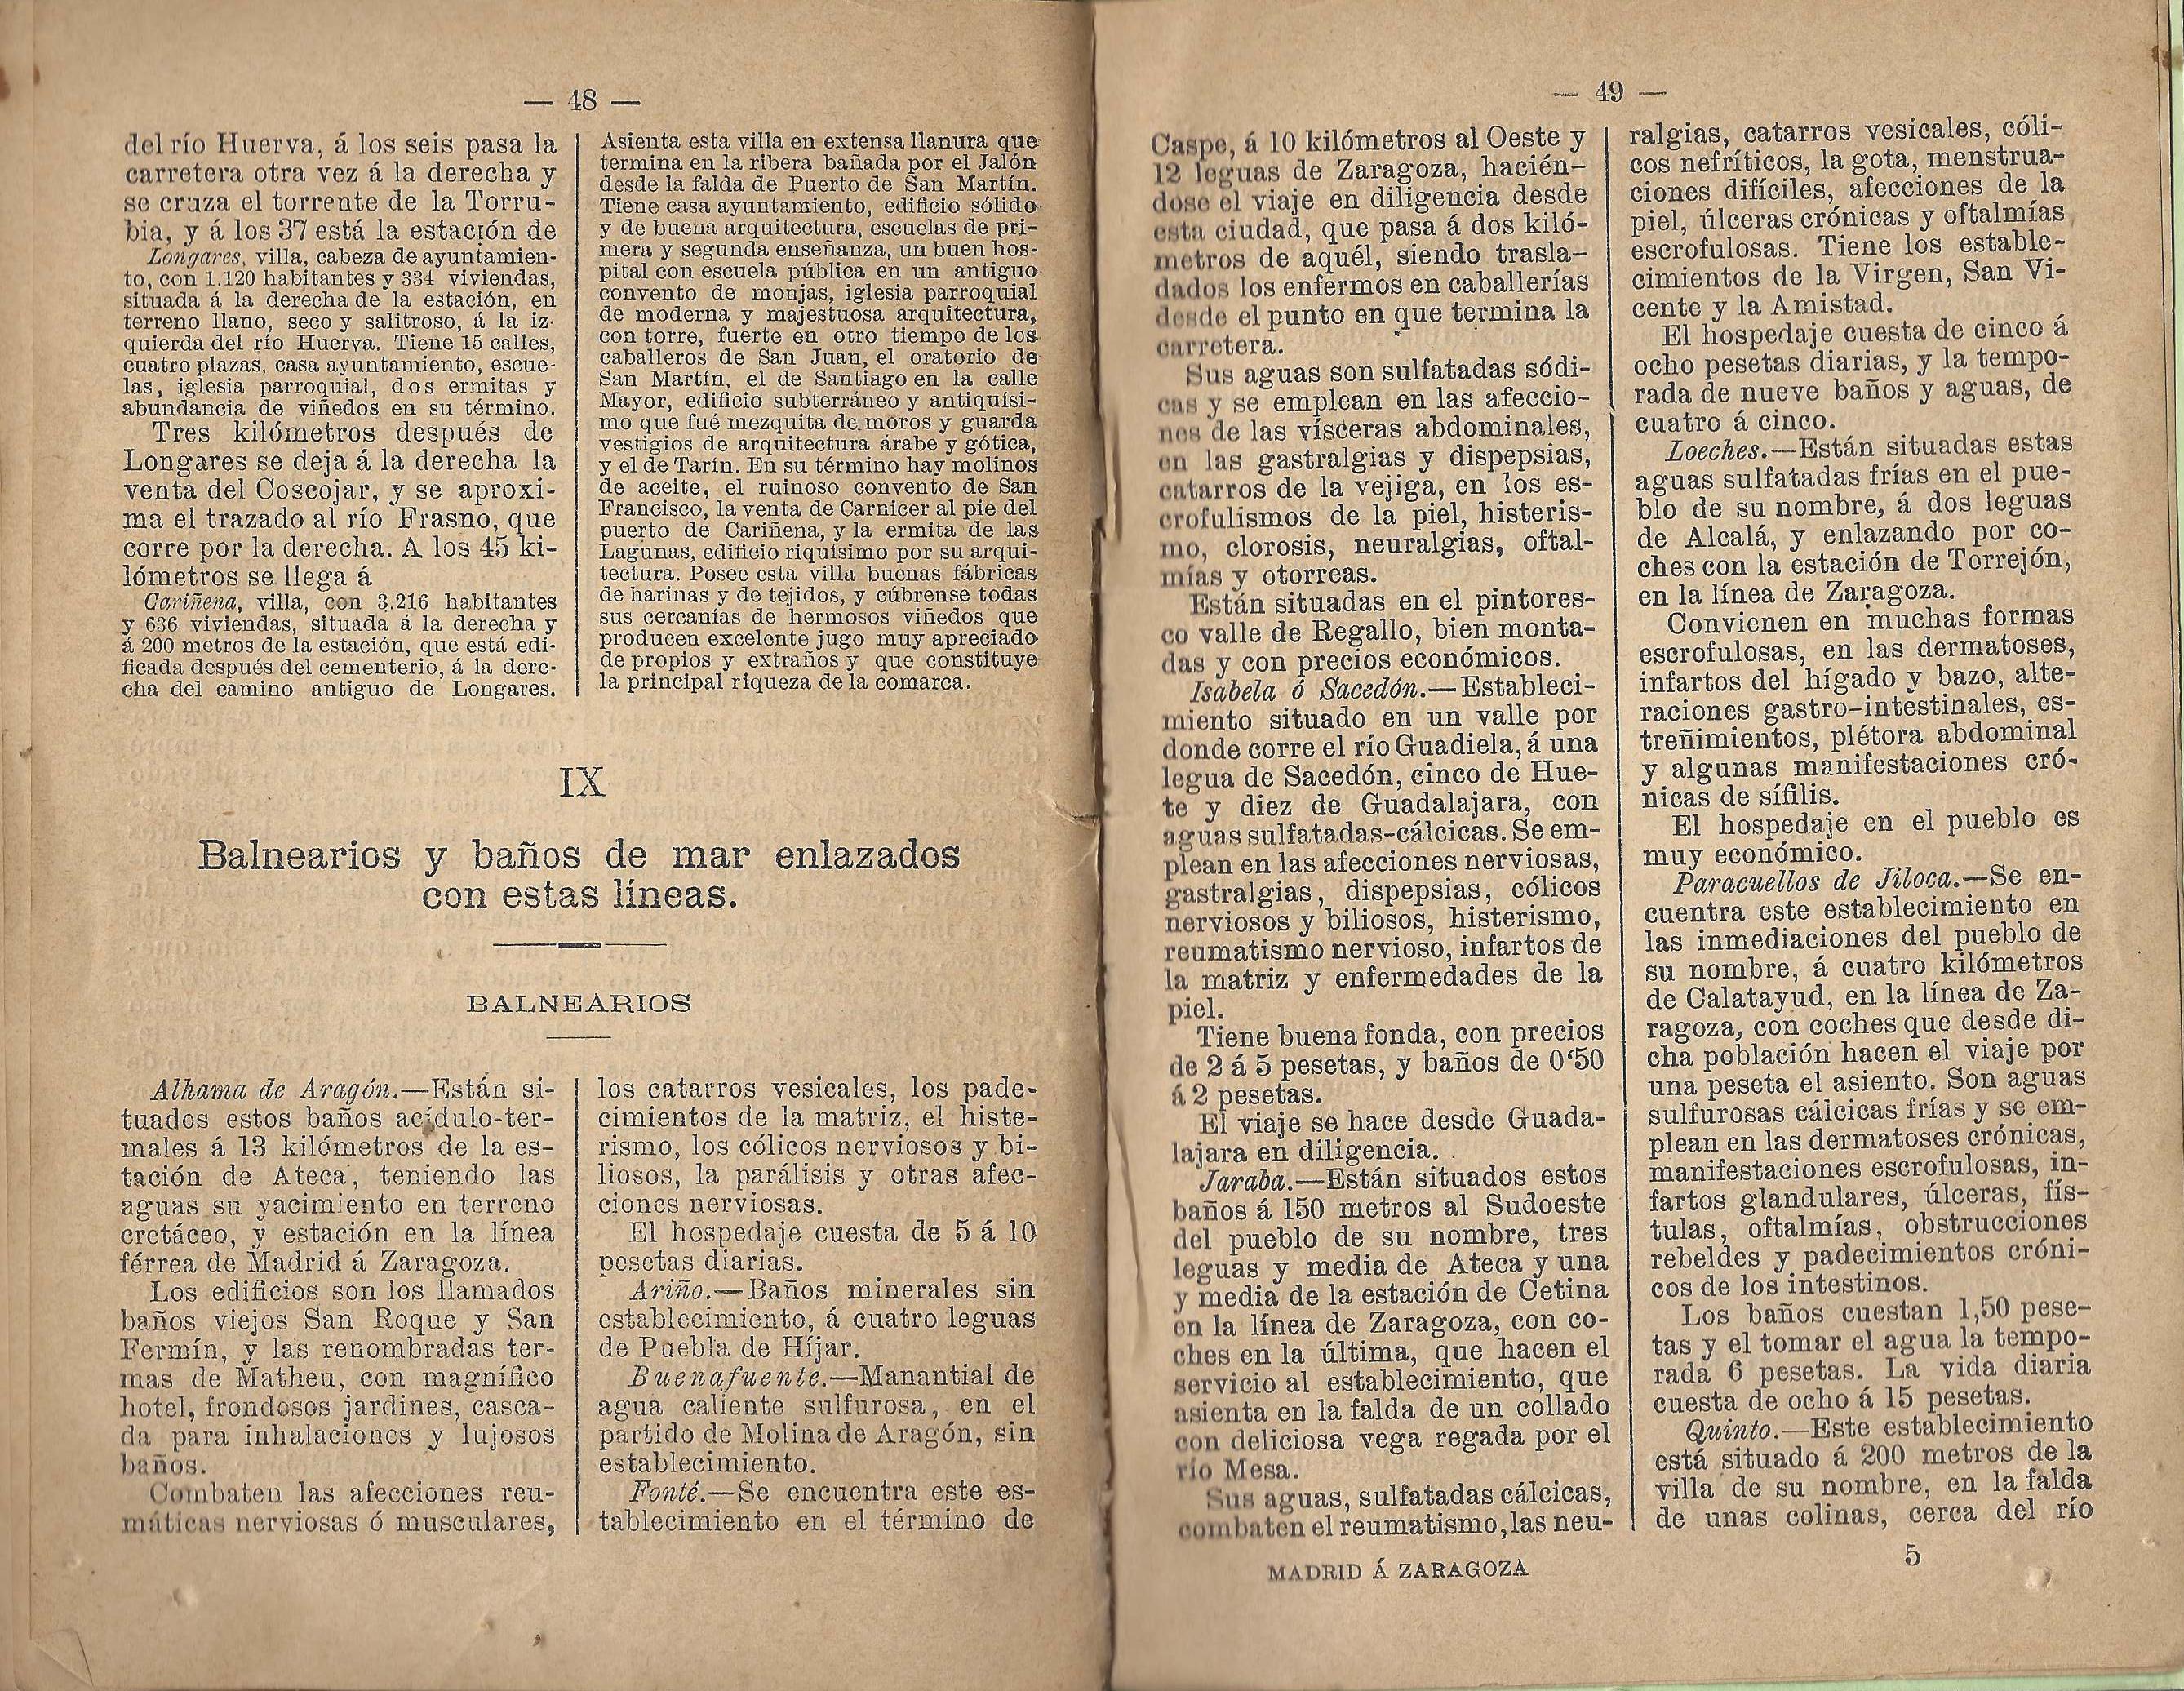 — 48 —
del río Huerva, á los seis pasa la
carretera otra vez á la derecha y
se cruza el torrente de la Torru-
bia, y á los 37 está la estación de
Longares, villa, cabeza de ayuntamien-
to, con 1.120 habitantes y 334 viviendas,
situada á la derecha de la estación, en
terreno llano, seco y salitroso, á la iz-
quierda del río Huerva. Tiene 15 calles,
cuatro plazas, casa ayuntamiento, escue-
las, iglesia parroquial, dos ermitas y
abundancia de viñedos en su término.
Tres kilómetros después de
Longares se deja á la derecha la
venta del Coscojar, y se aproxi-
ma el trazado al río Frasno, que
corre por la derecha. A los 45 ki-
lómetros se llega á
Cariñena, villa, con 3.216 habitantes
y 636 viviendas, situada á la derecha y
á 200 metros de la estación, que está edi-
ficada después del cementerio, á la dere-
cha del camino antiguo de Longares.
Asienta esta villa en extensa llanura que
termina en la ribera bañada por el Jalón
desde la falda de Puerto de San Martín.
Tiene casa ayuntamiento, edificio sólido
y de buena arquitectura, escuelas de pri-
mera y segunda enseñanza, un buen hos-
pital con escuela pública en un antiguo
convento de monjas, iglesia parroquial
de moderna y majestuosa arquitectura,
con torre, fuerte en otro tiempo de los
caballeros de San Juan, el oratorio de
San Martín, el de Santiago en la calle
Mayor, edificio subterráneo y antiquísi-
mo que fué mezquita de moros y guarda
vestigios de arquitectura árabe y gótica,
y el de Tarín. En su término hay molinos
de aceite, el ruinoso convento de San
Francisco, la venta de Carnicer al pie del
puerto de Cariñena, y la ermita de las
Lagunas, edificio riquísimo por su arqui-
tectura. Posee esta villa buenas fábricas
de harinas y de tejidos, y cúbrense todas
sus cercanías de hermosos viñedos que
producen excelente jugo muy apreciado
de propios y extraños y que constituye
la principal riqueza de la comarca.
IX
Balnearios y baños de mar enlazados
con estas líneas.
BALNEARIOS
Alhama de Aragón.—Están si-
tuados estos baños acídulo-ter-
males á 13 kilómetros de la es-
tación de Ateca, teniendo las
aguas su yacimiento en terreno
cretáceo, y estación en la línea
férrea de Madrid á Zaragoza.
Los edificios son los llamados
baños viejos San Roque y San
Fermín, y las renombradas ter-
mas de Matheu, con magnífico
hotel, frondosos jardines, casca-
da para inhalaciones y lujosos
baños.
Combaten las afecciones reu-
máticas nerviosas ó musculares,
los catarros vesicales, los pade-
cimientos de la matriz, el histe-
rismo, los cólicos nerviosos y bi-
liosos, la parálisis y otras afec-
ciones nerviosas.
El hospedaje cuesta de 5 á 10
pesetas diarias.
Ariño.—Baños minerales sin
establecimiento, á cuatro leguas
de Puebla de Híjar.
Buenafuente.—Manantial de
agua caliente sulfurosa, en el
partido de Molina de Aragón, sin
establecimiento.
Fonté.—Se encuentra este es-
tablecimiento en el término de
— 49 —
Caspe, á 10 kilómetros al Oeste y
12 leguas de Zaragoza, hacién-
dose el viaje en diligencia desde
esta ciudad, que pasa á dos kiló-
metros de aquél, siendo trasla-
dados los enfermos en caballerías
desde el punto en que termina la
carretera.
Sus aguas son sulfatadas sódi-
cas y se emplean en las afeccio-
nes de las vísceras abdominales,
en las gastralgias y dispepsias,
catarros de la vejiga, en los es-
crofulismos de la piel, histeris-
mo, clorosis, neuralgias, oftal-
mías y otorreas.
Están situadas en el pintores-
co valle de Regallo, bien monta-
das y con precios económicos.
Isabela ó Sacedón.—Estableci-
miento situado en un valle por
donde corre el río Guadiela, á una
legua de Sacedón, cinco de Hue-
te y diez de Guadalajara, con
aguas sulfatadas-cálcicas. Se em-
plean en las afecciones nerviosas,
gastralgias, dispepsias, cólicos
nerviosos y biliosos, histerismo,
reumatismo nervioso, infartos de
la matriz y enfermedades de la
piel.
Tiene buena fonda, con precios
de 2 á 5 pesetas, y baños de 0‘50
á 2 pesetas.
El viaje se hace desde Guada-
lajara en diligencia.
Jaraba.—Están situados estos
baños á 150 metros al Sudoeste
del pueblo de su nombre, tres
leguas y media de Ateca y una
y media de la estación de Cetina
en la línea de Zaragoza, con co-
ches en la última, que hacen el
servicio al establecimiento, que
asienta en la falda de un collado
con deliciosa vega regada por el
río Mesa.
Sus aguas, sulfatadas cálcicas,
combaten el reumatismo, las neu-
ralgias, catarros vesicales, cóli-
cos nefríticos, la gota, menstrua-
ciones difíciles, afecciones de la
piel, úlceras crónicas y oftalmías
escrofulosas. Tiene los estable-
cimientos de la Virgen, San Vi-
cente y la Amistad.
El hospedaje cuesta de cinco á
ocho pesetas diarias, y la tempo-
rada de nueve baños y aguas, de
cuatro á cinco.
Loeches.—Están situadas estas
aguas sulfatadas frías en el pue-
blo de su nombre, á dos leguas
de Alcalá, y enlazando por co-
ches con la estación de Torrejón,
en la línea de Zaragoza.
Convienen en muchas formas
escrofulosas, en las dermatoses,
infartos del hígado y bazo, alte-
raciones gastro-intestinales, es-
treñimientos, plétora abdominal
y algunas manifestaciones cró-
nicas de sífilis.
El hospedaje en el pueblo es
muy económico.
Paracuellos de Jiloca.—Se en-
cuentra este establecimiento en
las inmediaciones del pueblo de
su nombre, á cuatro kilómetros
de Calatayud, en la línea de Za-
ragoza, con coches que desde di-
cha población hacen el viaje por
una peseta el asiento. Son aguas
sulfurosas cálcicas frías y se em-
plean en las dermatoses crónicas,
manifestaciones escrofulosas, in-
fartos glandulares, úlceras, fís-
tulas, oftalmías, obstrucciones
rebeldes y padecimientos cróni-
cos de los intestinos.
Los baños cuestan 1,50 pese-
tas y el tomar el agua la tempo-
rada 6 pesetas. La vida diaria
cuesta de ocho á 15 pesetas.
Quinto.—Este establecimiento
está situado á 200 metros de la
villa de su nombre, en la falda
de unas colinas, cerca del río
MADRID Á ZARAGOZA
5